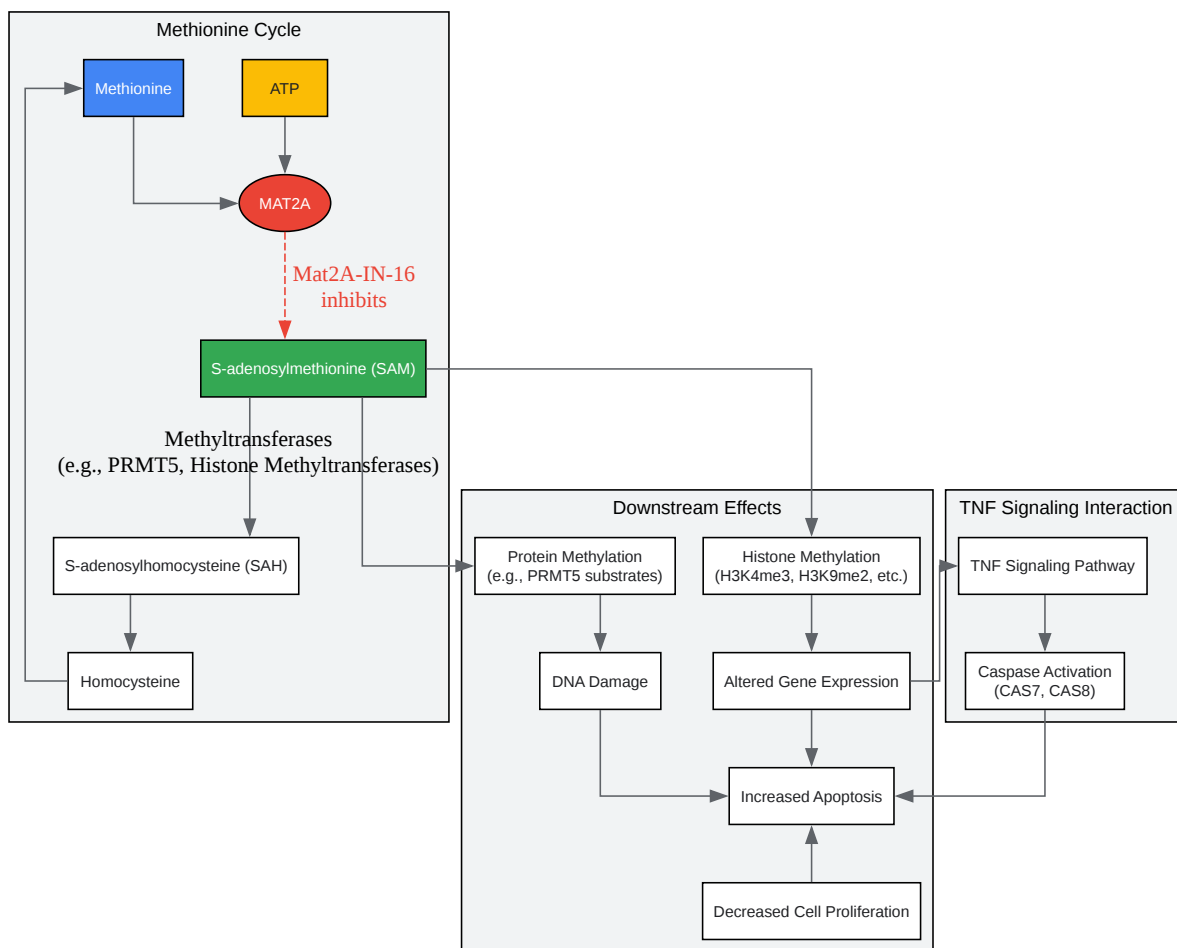 Methionine Cycle
Methionine
ATP
MAT2A
Mat2A-IN-16
inhibits
S-adenosylmethionine (SAM)
Methyltransferases
(e.g., PRMT5, Histone Methyltransferases)
S-adenosylhomocysteine (SAH)
Homocysteine
Downstream Effects
Protein Methylation
(e.g., PRMT5 substrates)
Histone Methylation
(H3K4me3, H3K9me2, etc.)
DNA Damage
Altered Gene Expression
Increased Apoptosis
Decreased Cell Proliferation
TNF Signaling Interaction
TNF Signaling Pathway
Caspase Activation
(CAS7, CAS8)